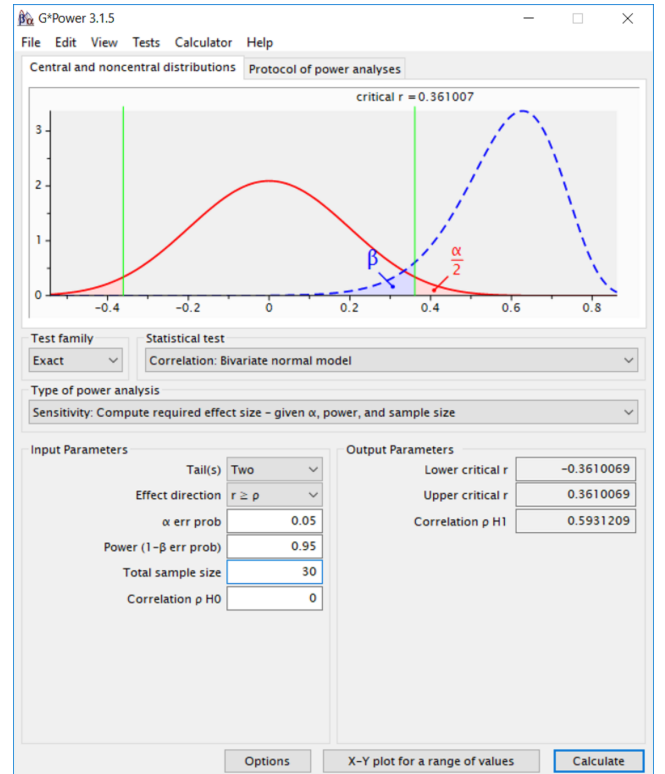 βα G*Power 3.1.5
File Edit View Tests Calculator Help
Central and noncentral distributions Protocol of power analyses
critical r = 0.361007
3
2
1
0
β
α
2
-0.4 -0.2 0 0.2 0.4 0.6 0.8
Test family Statistical test
Exact Correlation: Bivariate normal model
Type of power analysis
Sensitivity: Compute required effect size – given α, power, and sample size
Input Parameters Output Parameters
Tail(s) Two Lower critical r -0.3610069
Effect direction r ≥ ρ Upper critical r 0.3610069
α err prob 0.05 Correlation ρ H1 0.5931209
Power (1-β err prob) 0.95
Total sample size 30
Correlation ρ H0 0
Options X-Y plot for a range of values Calculate